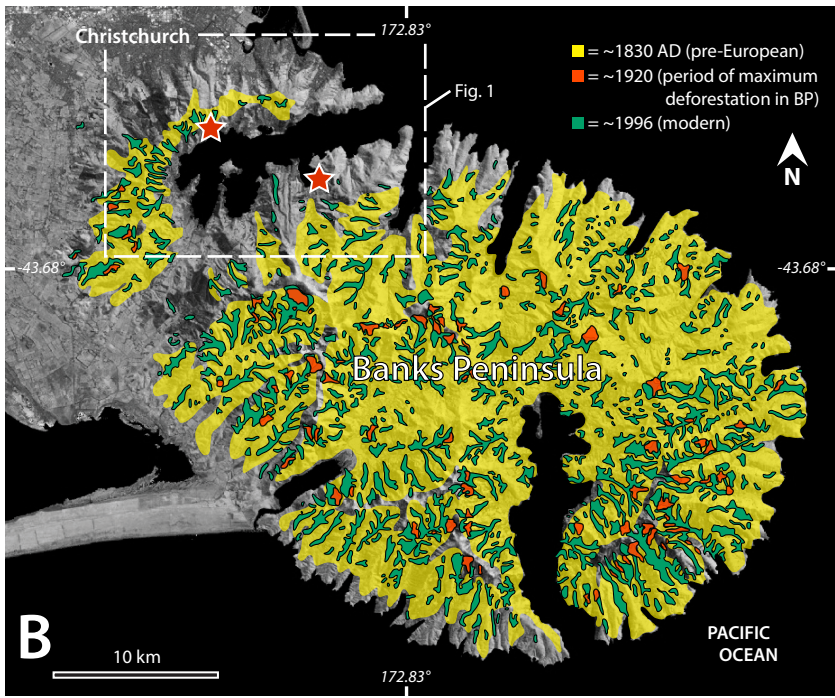 Christchurch
172.83°
= ~1830 AD (pre-European)
= ~1920 (period of maximum
deforestation in BP)
= ~1996 (modern)
Fig. 1
N
-43.68°
-43.68°
Banks Peninsula
B
10 km
172.83°
PACIFIC
OCEAN